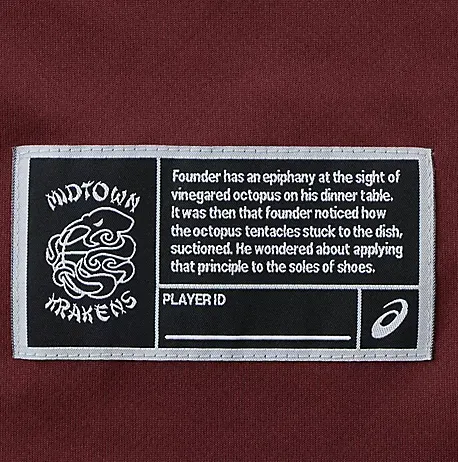 MIDTOWN
KRAKENS
Founder has an epiphany at the sight of
vinegared octopus on his dinner table.
It was then that founder noticed how
the octopus tentacles stuck to the dish,
suctioned. He wondered about applying
that principle to the soles of shoes.
PLAYER ID